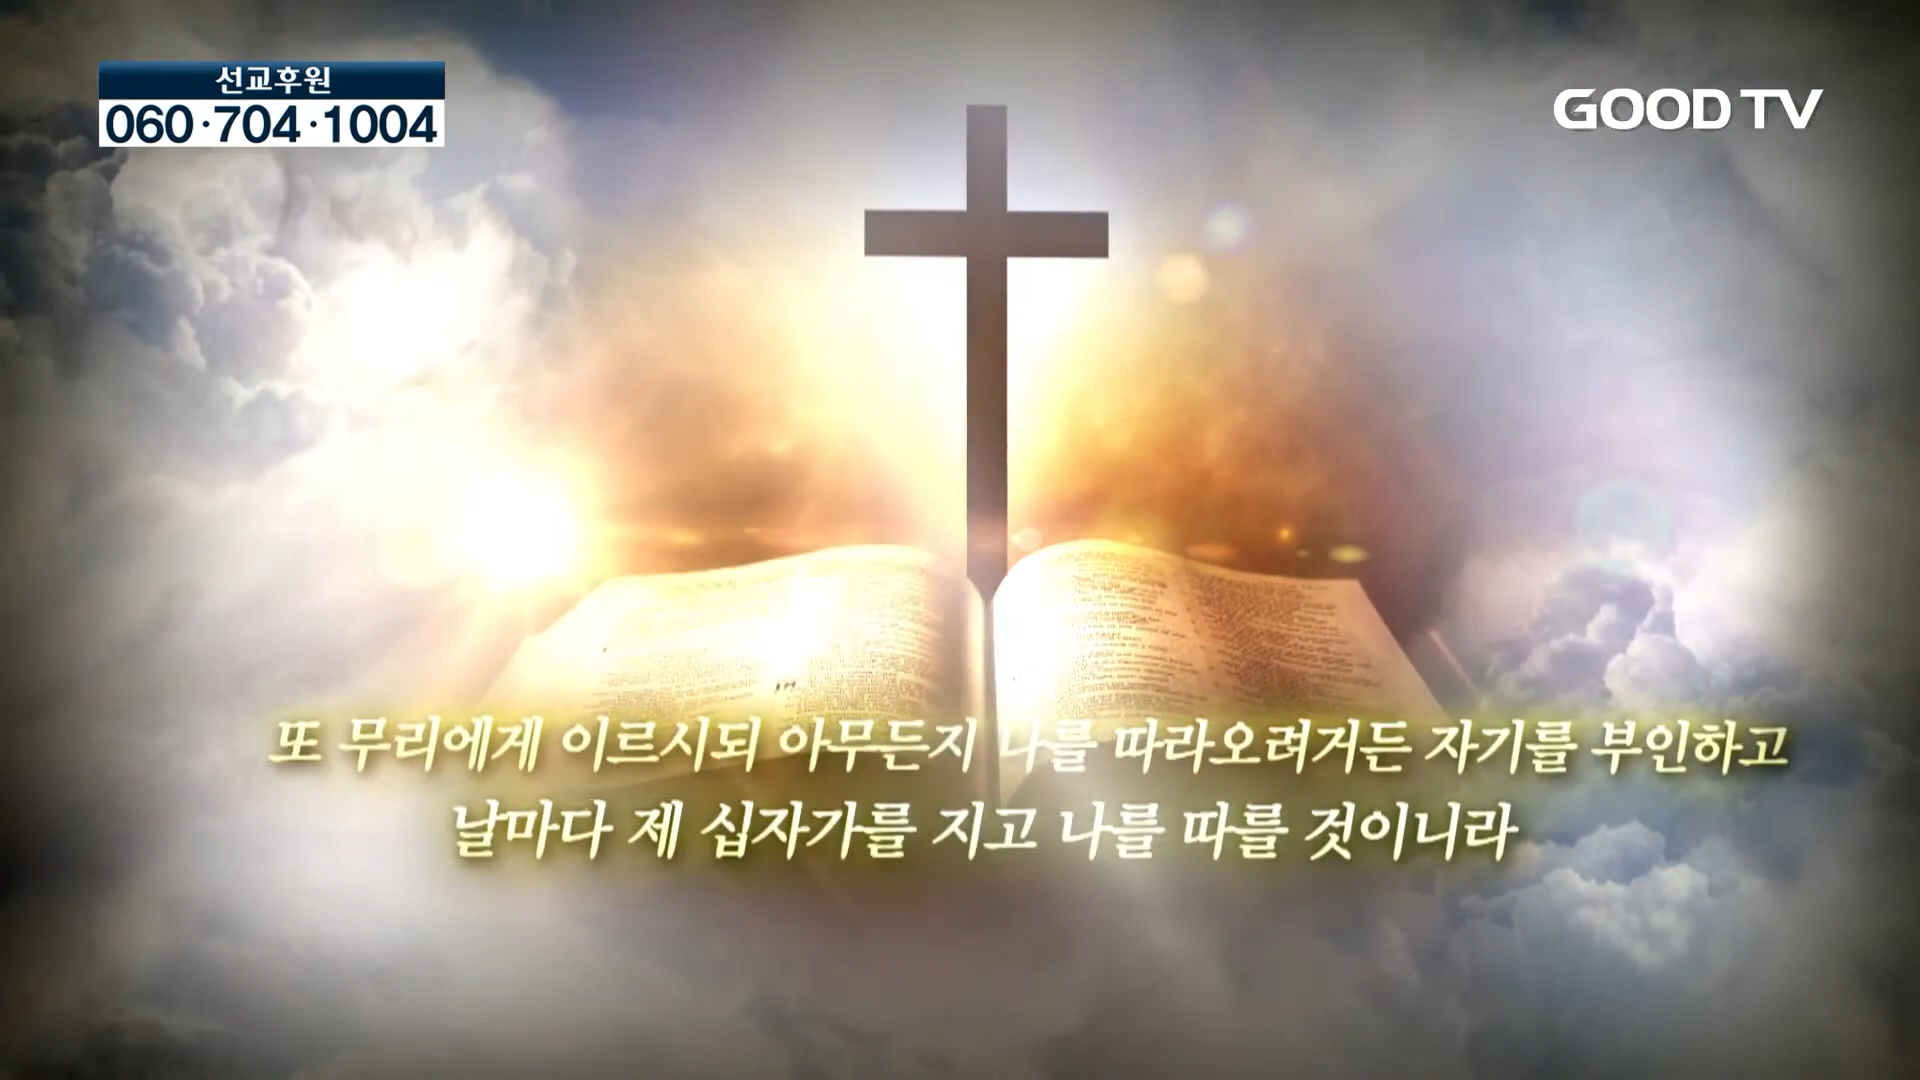 선교후원
060·704·1004
GOOD TV
또 무리에게 이르시되 아무든지 나를 따라오려거든 자기를 부인하고
날마다 제 십자가를 지고 나를 따를 것이니라